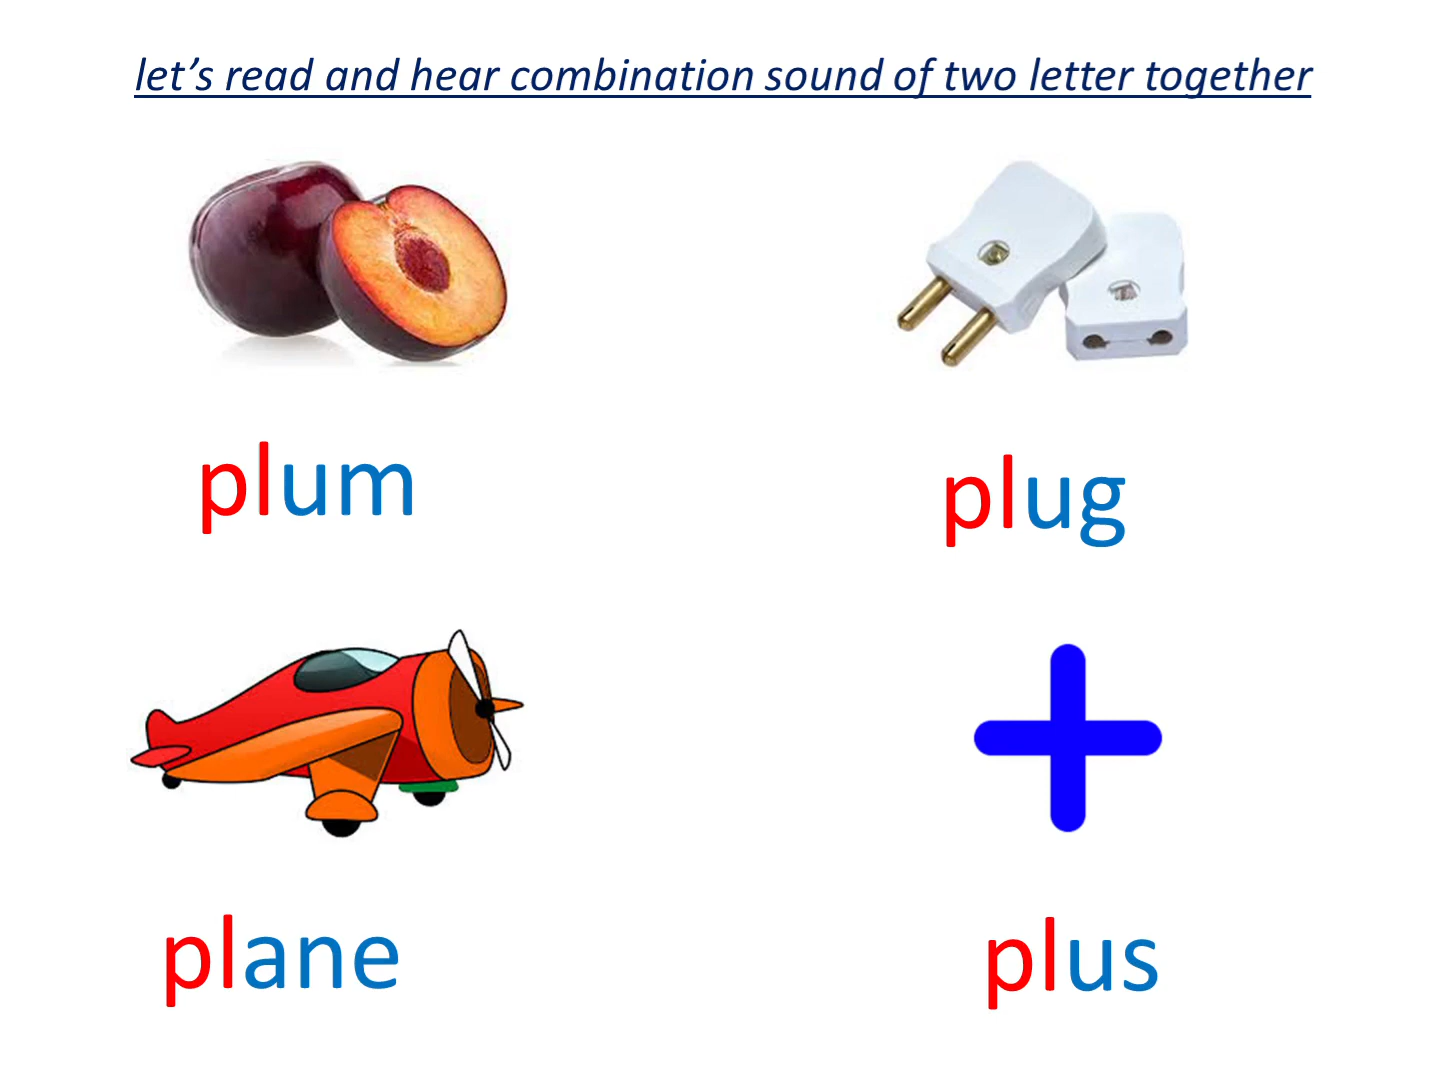 let’s read and hear combination sound of two letter together
plum
plug
plane
plus